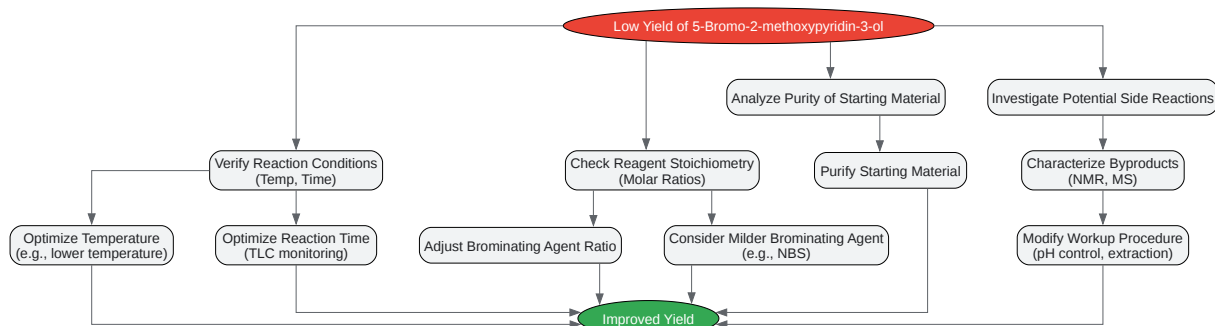 Low Yield of 5-Bromo-2-methoxypyridin-3-ol
Analyze Purity of Starting Material
Investigate Potential Side Reactions
Verify Reaction Conditions
(Temp, Time)
Check Reagent Stoichiometry
(Molar Ratios)
Purify Starting Material
Characterize Byproducts
(NMR, MS)
Optimize Temperature
(e.g., lower temperature)
Optimize Reaction Time
(TLC monitoring)
Adjust Brominating Agent Ratio
Consider Milder Brominating Agent
(e.g., NBS)
Modify Workup Procedure
(pH control, extraction)
Improved Yield